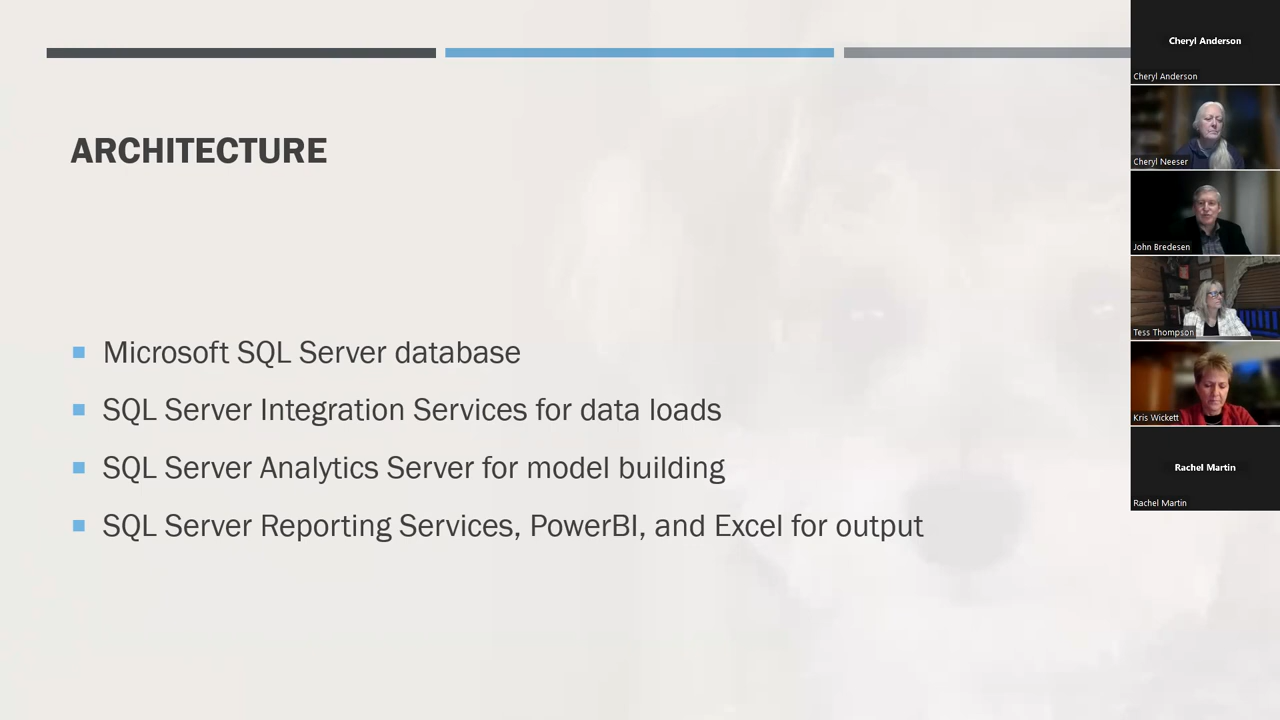 ARCHITECTURE
Microsoft SQL Server database
SQL Server Integration Services for data loads
SQL Server Analytics Server for model building
SQL Server Reporting Services, PowerBI, and Excel for output
Cheryl Anderson
Cheryl Anderson
Cheryl Neeser
John Bredesen
Tess Thompson
Kris Wickett
Rachel Martin
Rachel Martin